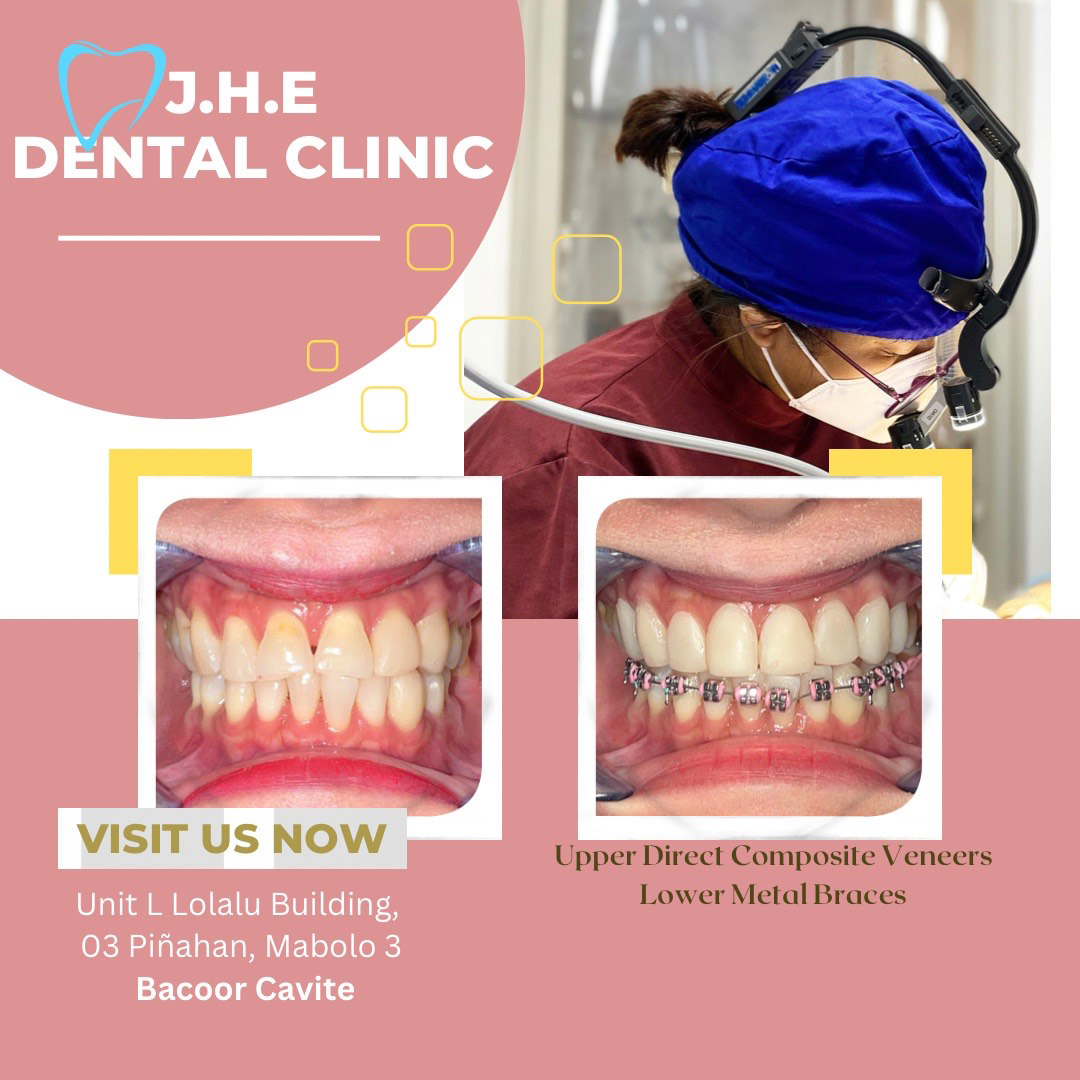 J.H.E
DENTAL CLINIC
VISIT US NOW
Unit L Lolalu Building,
03 Piñahan, Mabolo 3
Bacoor Cavite
Upper Direct Composite Veneers
Lower Metal Braces